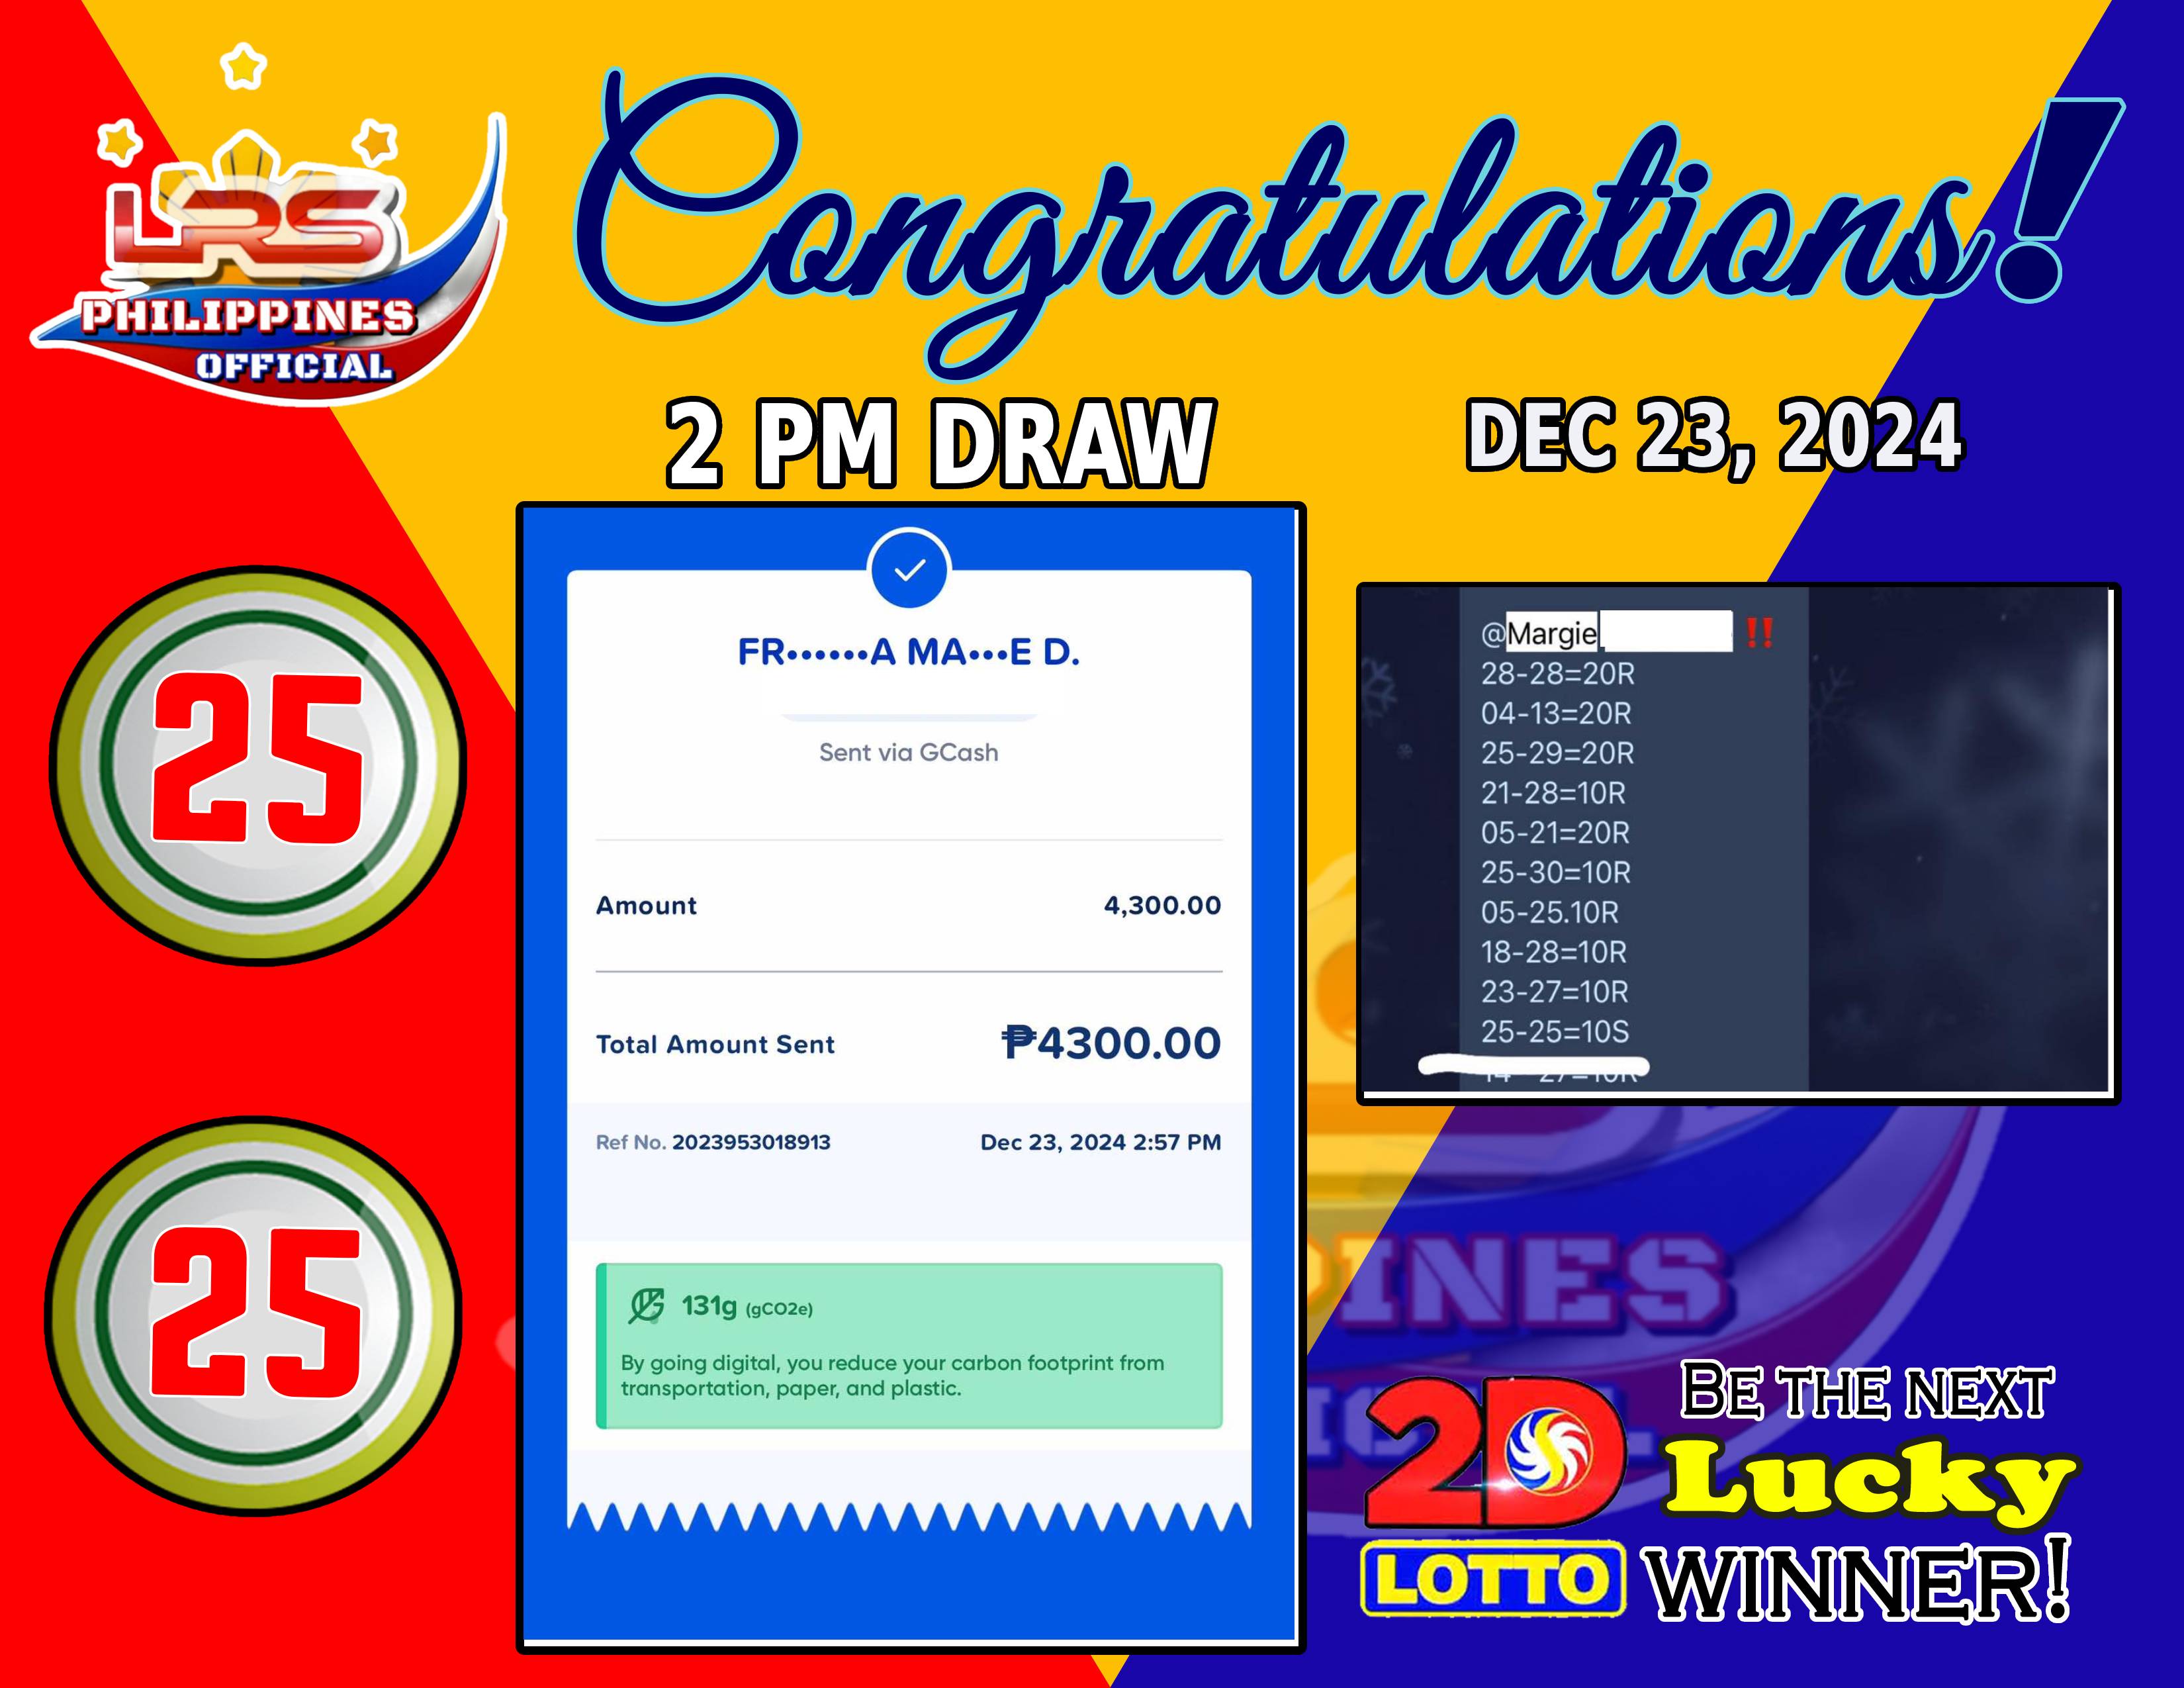 Congratulations!
LRS
PHILIPPINES
OFFICIAL
2 PM DRAW
DEC 23, 2024
25
25
FR••••••A MA•••E D.
Sent via GCash
Amount 4,300.00
Total Amount Sent ₱4300.00
Ref No. 2023953018913 Dec 23, 2024 2:57 PM
131g (gCO2e)
By going digital, you reduce your carbon footprint from
transportation, paper, and plastic.
@Margie ‼
28-28=20R
04-13=20R
25-29=20R
21-28=10R
05-21=20R
25-30=10R
05-25.10R
18-28=10R
23-27=10R
25-25=10S
PINES
2D
LOTTO
BE THE NEXT
Lucky
WINNER!